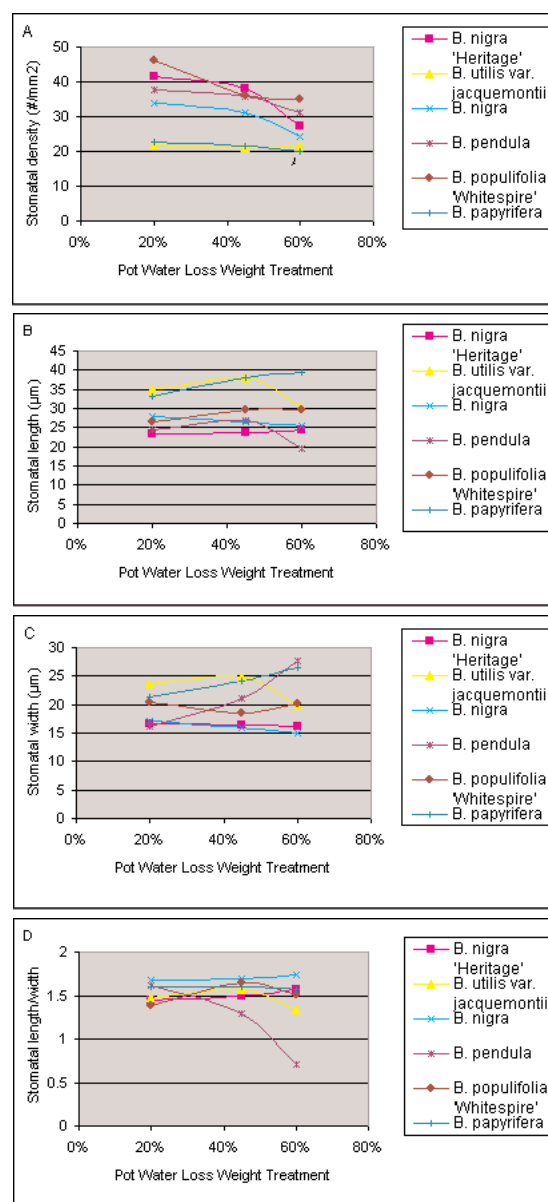 A
Stomatal density (#/mm2)
50
40
30
20
10
0
0% 20% 40% 60% 80%
Pot Water Loss Weight Treatment
B. nigra
'Heritage'
B. utilis var.
jacquemontii
B. nigra
B. pendula
B. populifolia
'Whitespire'
B. papyrifera
B
Stomatal length (µm)
45
40
35
30
25
20
15
10
5
0
0% 20% 40% 60% 80%
Pot Water Loss Weight Treatment
B. nigra
'Heritage'
B. utilis var.
jacquemontii
B. nigra
B. pendula
B. populifolia
'Whitespire'
B. papyrifera
C
Stomatal width (µm)
30
25
20
15
10
5
0
0% 20% 40% 60% 80%
Pot Water Loss Weight Treatment
B. nigra
'Heritage'
B. utilis var.
jacquemontii
B. nigra
B. pendula
B. populifolia
'Whitespire'
B. papyrifera
D
Stomatal length/width
2
1.5
1
0.5
0
0% 20% 40% 60% 80%
Pot Water Loss Weight Treatment
B. nigra
'Heritage'
B. utilis var.
jacquemontii
B. nigra
B. pendula
B. populifolia
'Whitespire'
B. papyrifera